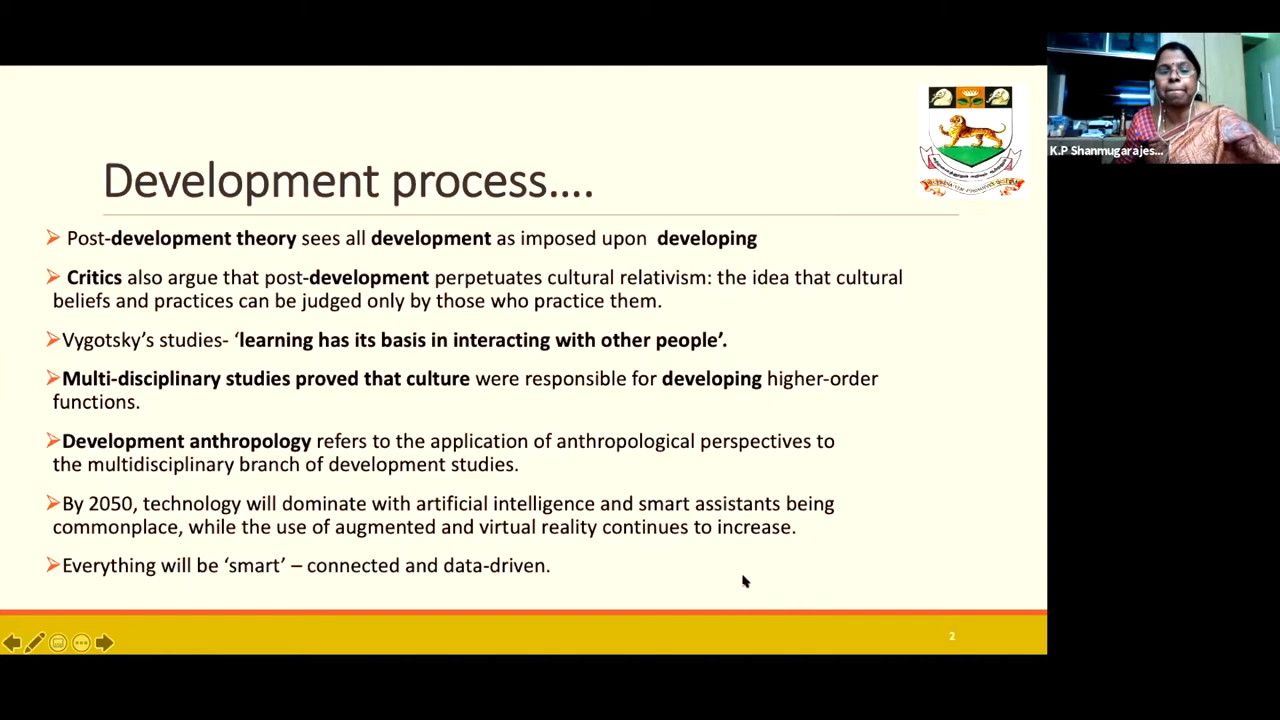 Development process….
➢ Post-development theory sees all development as imposed upon developing
➢ Critics also argue that post-development perpetuates cultural relativism: the idea that cultural
beliefs and practices can be judged only by those who practice them.
➢Vygotsky’s studies- ‘learning has its basis in interacting with other people’.
➢Multi-disciplinary studies proved that culture were responsible for developing higher-order
functions.
➢Development anthropology refers to the application of anthropological perspectives to
the multidisciplinary branch of development studies.
➢By 2050, technology will dominate with artificial intelligence and smart assistants being
commonplace, while the use of augmented and virtual reality continues to increase.
➢Everything will be ‘smart’ – connected and data-driven.
2
K.P Shanmugarajes...